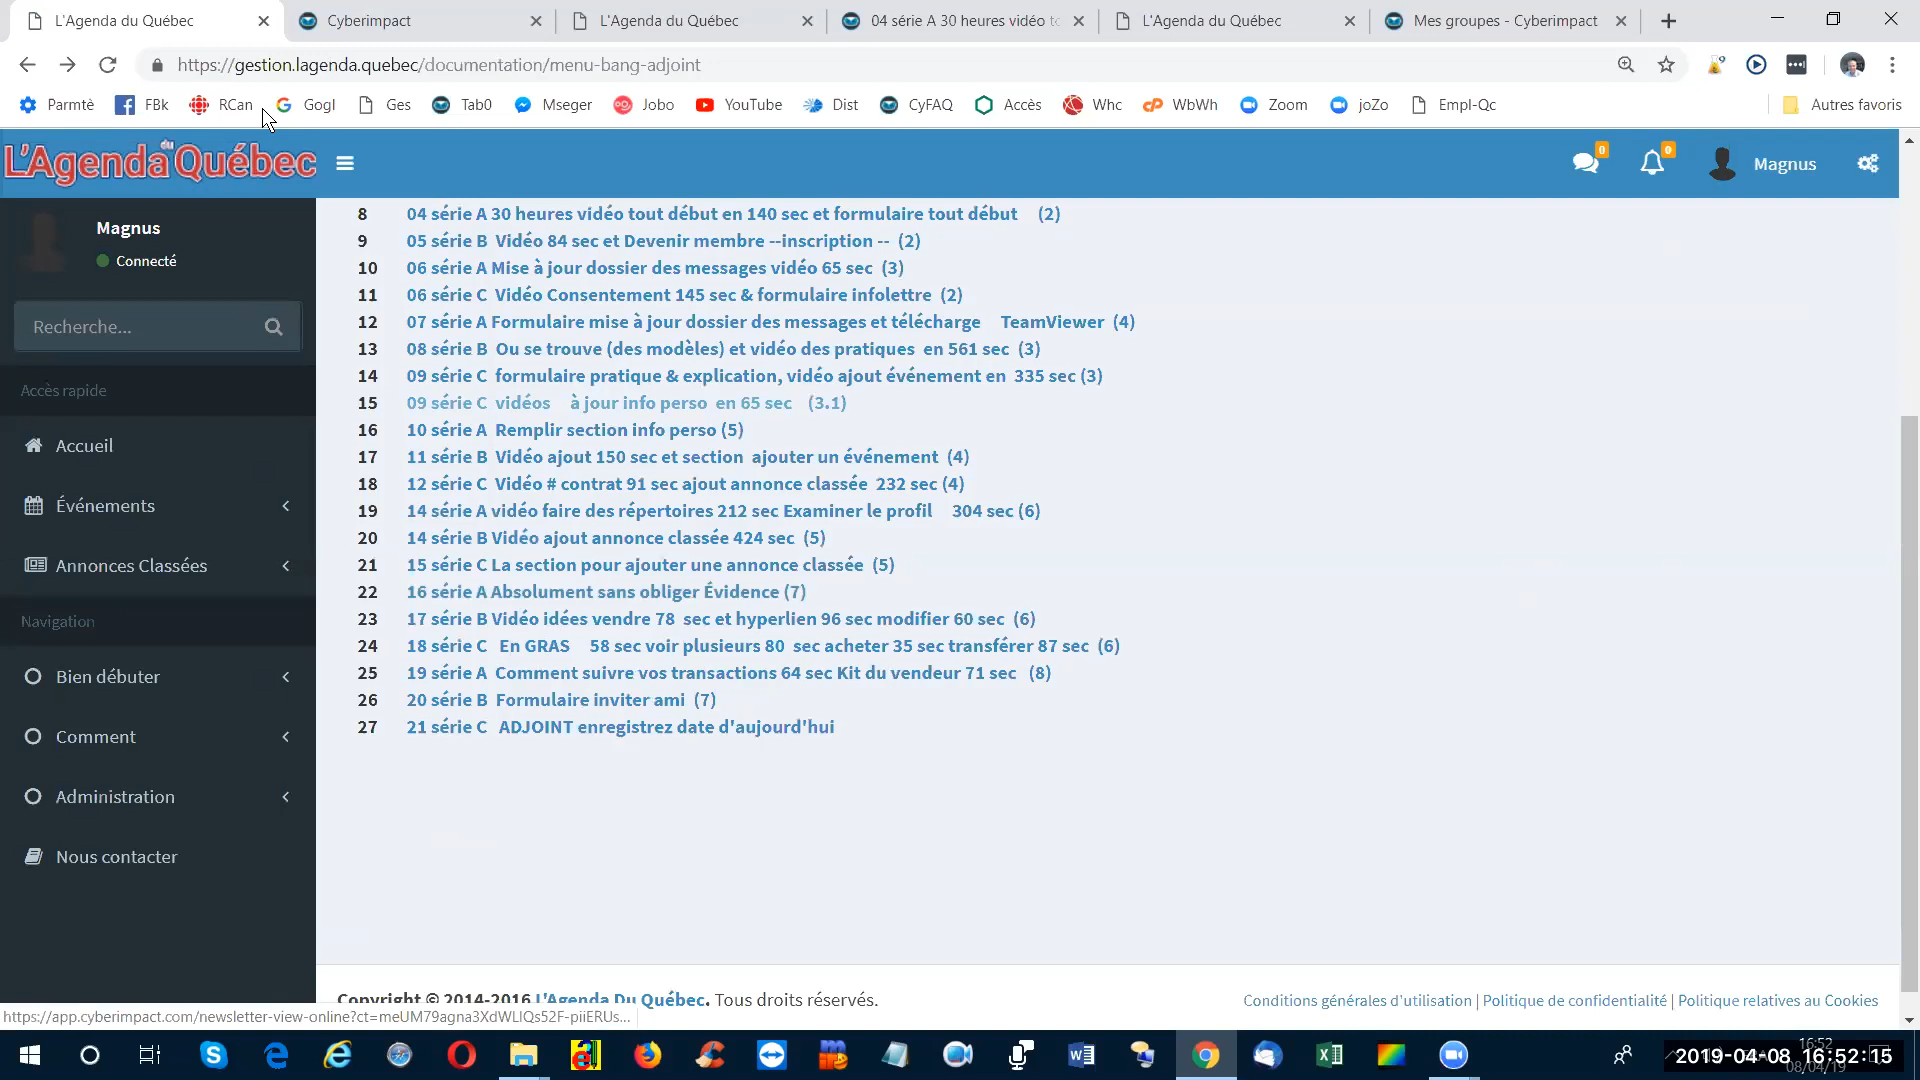 L'Agenda du Québec
Cyberimpact
L'Agenda du Québec
04 série A 30 heures vidéo to
L'Agenda du Québec
Mes groupes - Cyberimpact
https://gestion.lagenda.quebec/documentation/menu-bang-adjoint
Parmtè
FBk
RCan
Gogl
Ges
Tab0
Mseger
Jobo
YouTube
Dist
CyFAQ
Accès
Whc
WbWh
Zoom
joZo
Empl-Qc
Autres favoris
L'Agenda du Québec
0
0
Magnus
Magnus
Connecté
Recherche...
Accès rapide
Accueil
Événements
Annonces Classées
Navigation
Bien débuter
Comment
Administration
Nous contacter
8 04 série A 30 heures vidéo tout début en 140 sec et formulaire tout début (2)
9 05 série B Vidéo 84 sec et Devenir membre --inscription -- (2)
10 06 série A Mise à jour dossier des messages vidéo 65 sec (3)
11 06 série C Vidéo Consentement 145 sec & formulaire infolettre (2)
12 07 série A Formulaire mise à jour dossier des messages et télécharge TeamViewer (4)
13 08 série B Ou se trouve (des modèles) et vidéo des pratiques en 561 sec (3)
14 09 série C formulaire pratique & explication, vidéo ajout événement en 335 sec (3)
15 09 série C vidéos à jour info perso en 65 sec (3.1)
16 10 série A Remplir section info perso (5)
17 11 série B Vidéo ajout 150 sec et section ajouter un événement (4)
18 12 série C Vidéo # contrat 91 sec ajout annonce classée 232 sec (4)
19 14 série A vidéo faire des répertoires 212 sec Examiner le profil 304 sec (6)
20 14 série B Vidéo ajout annonce classée 424 sec (5)
21 15 série C La section pour ajouter une annonce classée (5)
22 16 série A Absolument sans obliger Évidence (7)
23 17 série B Vidéo idées vendre 78 sec et hyperlien 96 sec modifier 60 sec (6)
24 18 série C En GRAS 58 sec voir plusieurs 80 sec acheter 35 sec transférer 87 sec (6)
25 19 série A Comment suivre vos transactions 64 sec Kit du vendeur 71 sec (8)
26 20 série B Formulaire inviter ami (7)
27 21 série C ADJOINT enregistrez date d'aujourd'hui
Copyright © 2014-2016 L'Agenda Du Québec. Tous droits réservés.
Conditions générales d'utilisation | Politique de confidentialité | Politique relatives au Cookies
https://app.cyberimpact.com/newsletter-view-online?ct=meUM79agna3XdWLIQs52F-piiERUs...
16:52
2019-04-08 16:52:15
08/04/19